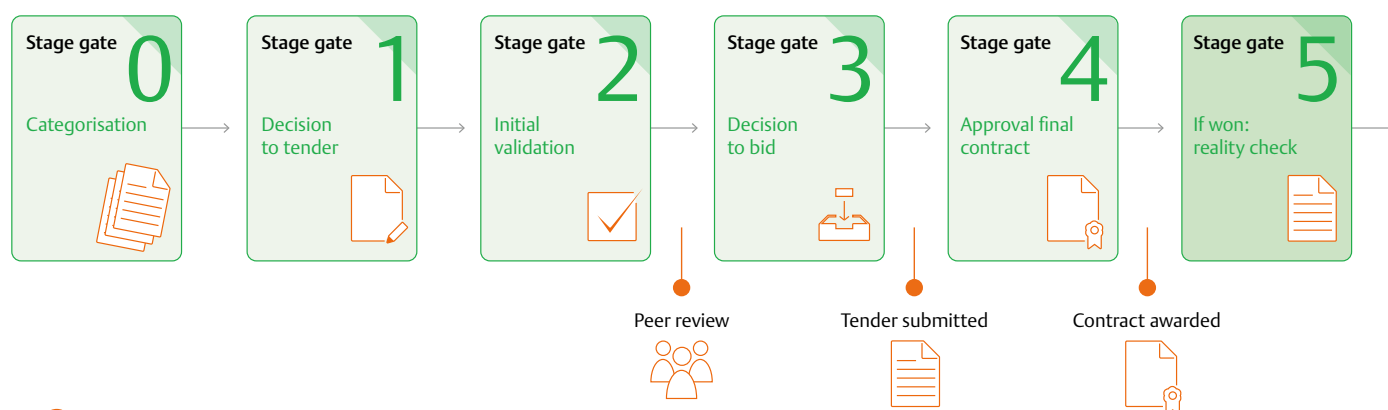 Stage gate 0
Categorisation
Stage gate 1
Decision
to tender
Stage gate 2
Initial
validation
Stage gate 3
Decision
to bid
Stage gate 4
Approval final
contract
Stage gate 5
If won:
reality check
Peer review
Tender submitted
Contract awarded